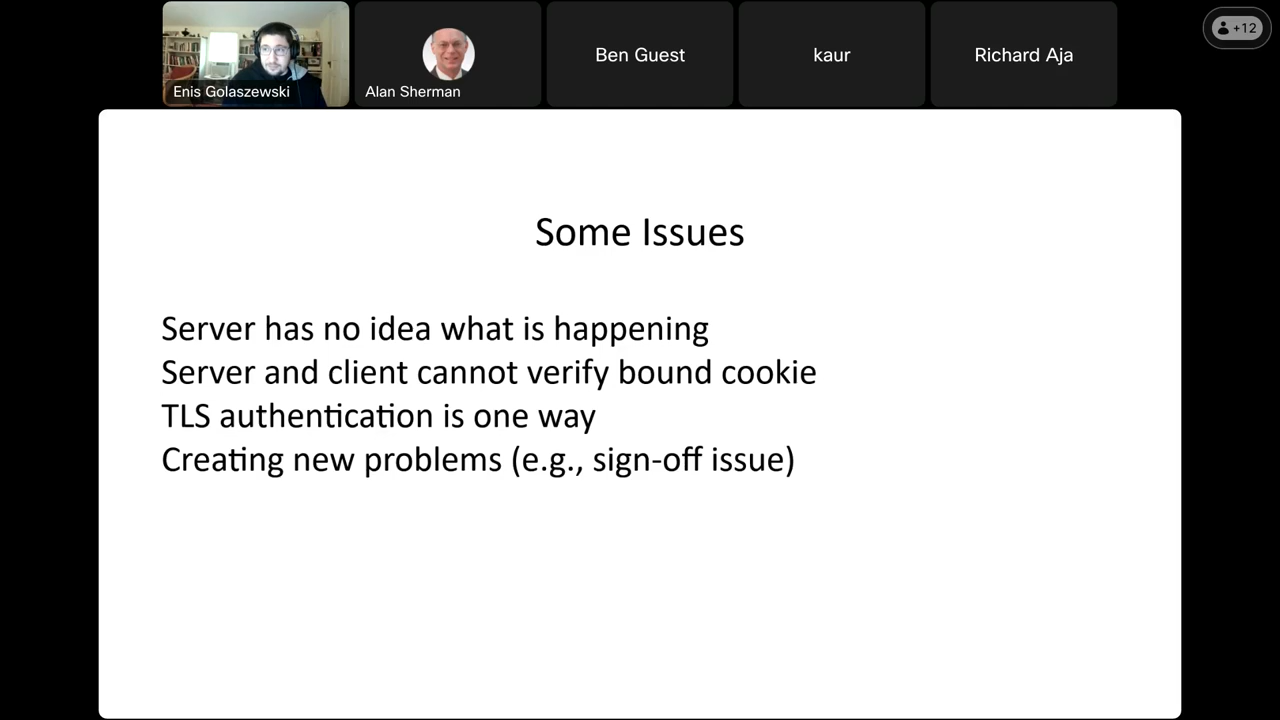 Enis Golaszewski
Alan Sherman
Ben Guest
kaur
Richard Aja
+12
Some Issues
Server has no idea what is happening
Server and client cannot verify bound cookie
TLS authentication is one way
Creating new problems (e.g., sign-off issue)